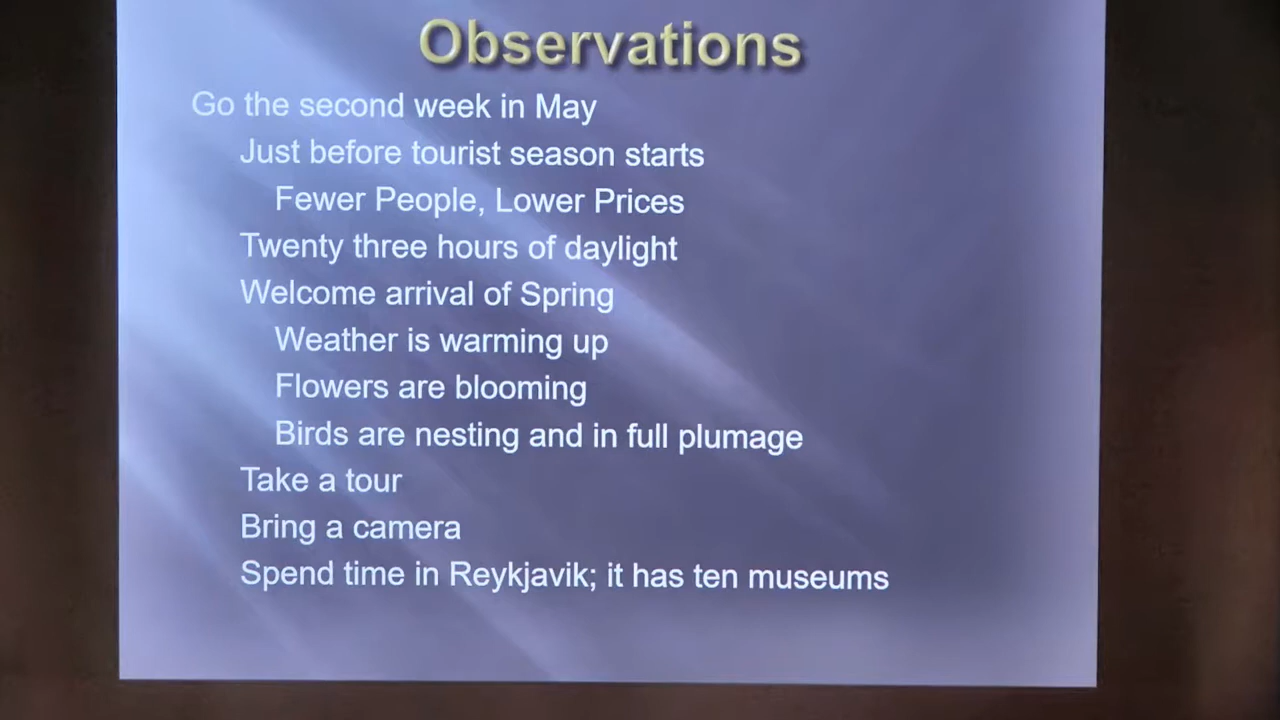 Observations
Go the second week in May
Just before tourist season starts
Fewer People, Lower Prices
Twenty three hours of daylight
Welcome arrival of Spring
Weather is warming up
Flowers are blooming
Birds are nesting and in full plumage
Take a tour
Bring a camera
Spend time in Reykjavik; it has ten museums